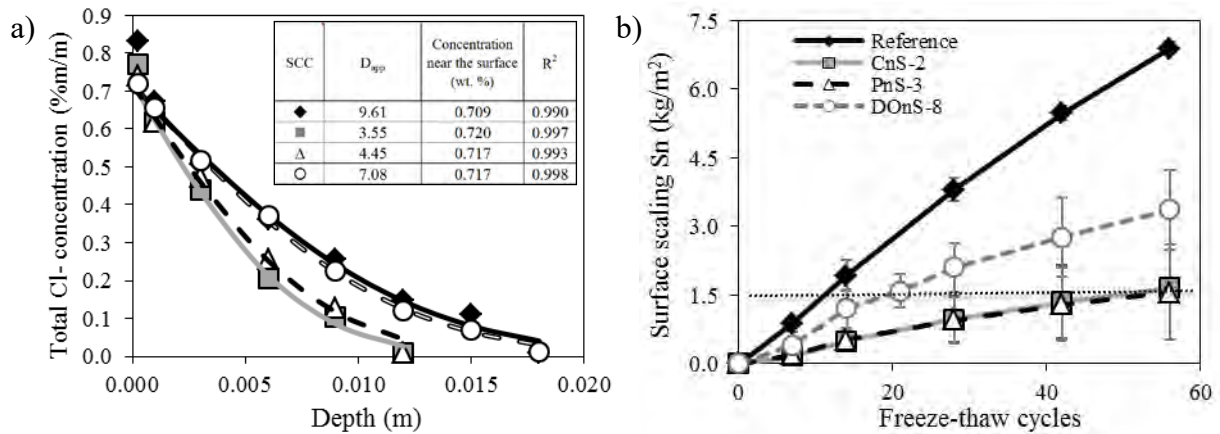 a)
Total Cl- concentration (%m/m)
0.9
0.8
0.7
0.6
0.5
0.4
0.3
0.2
0.1
0.0
0.000 0.005 0.010 0.015 0.020
Depth (m)
SCC Dapp Concentration near the surface (wt. %) R2
9.61 0.709 0.990
3.55 0.720 0.997
4.45 0.717 0.993
7.08 0.717 0.998
b)
Surface scaling Sn (kg/m2)
7.5
6.0
4.5
3.0
1.5
0.0
0 20 40 60
Freeze-thaw cycles
Reference
CnS-2
PnS-3
DOnS-8